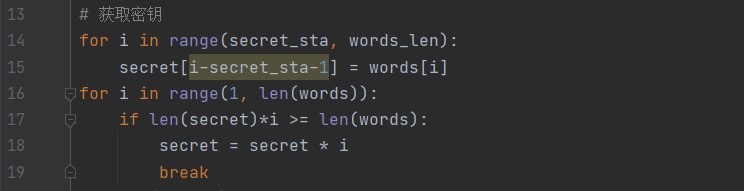 13 # 获取密钥
14 for i in range(secret_sta, words_len):
15     secret[i-secret_sta-1] = words[i]
16 for i in range(1, len(words)):
17     if len(secret)*i >= len(words):
18         secret = secret * i
19         break